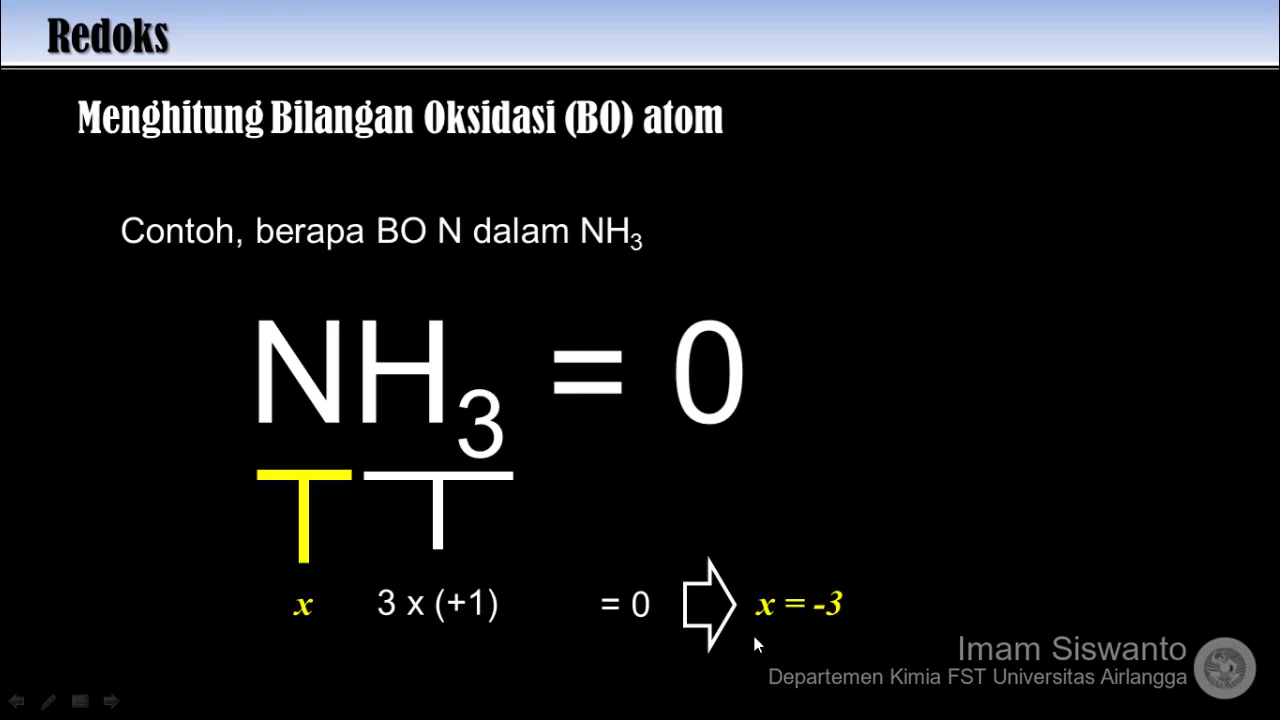 Redoks
Menghitung Bilangan Oksidasi (BO) atom
Contoh, berapa BO N dalam NH₃
NH₃ = 0
x 3 x (+1) = 0 x = -3
Imam Siswanto
Departemen Kimia FST Universitas Airlangga